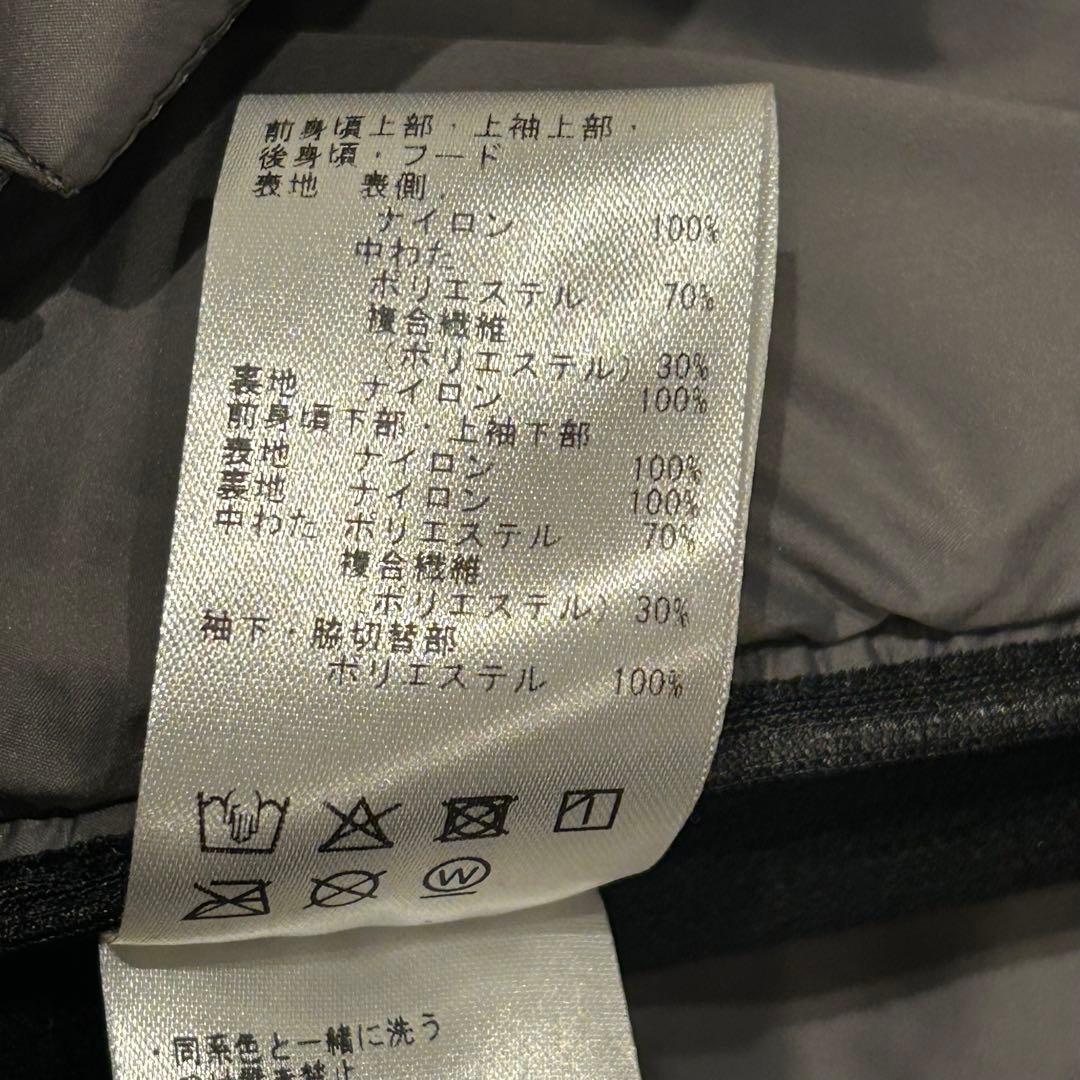 前身頃上部・上袖上部・
後身頃・フード
表地 表側
ナイロン 100%
中わた
ポリエステル 70%
複合繊維
(ポリエステル) 30%
裏地 ナイロン 100%
前身頃下部・上袖下部
表地 ナイロン 100%
裏地 ナイロン 100%
中わた ポリエステル 70%
複合繊維
(ポリエステル) 30%
袖下・脇切替部
ポリエステル 100%
W
・同系色と一緒に洗う